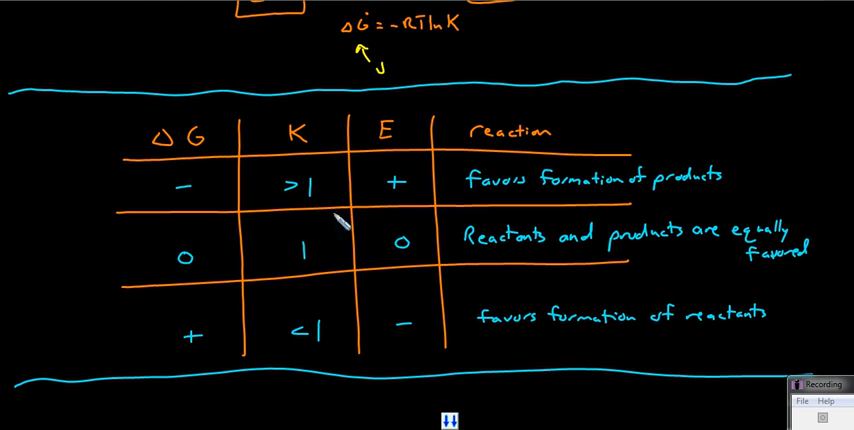 ΔG° = -RTlnK
J
ΔG K E reaction
- >1 + favors formation of products
0 1 0 Reactants and products are equally
favored
+ <1 - favors formation of reactants
Recording
File Help